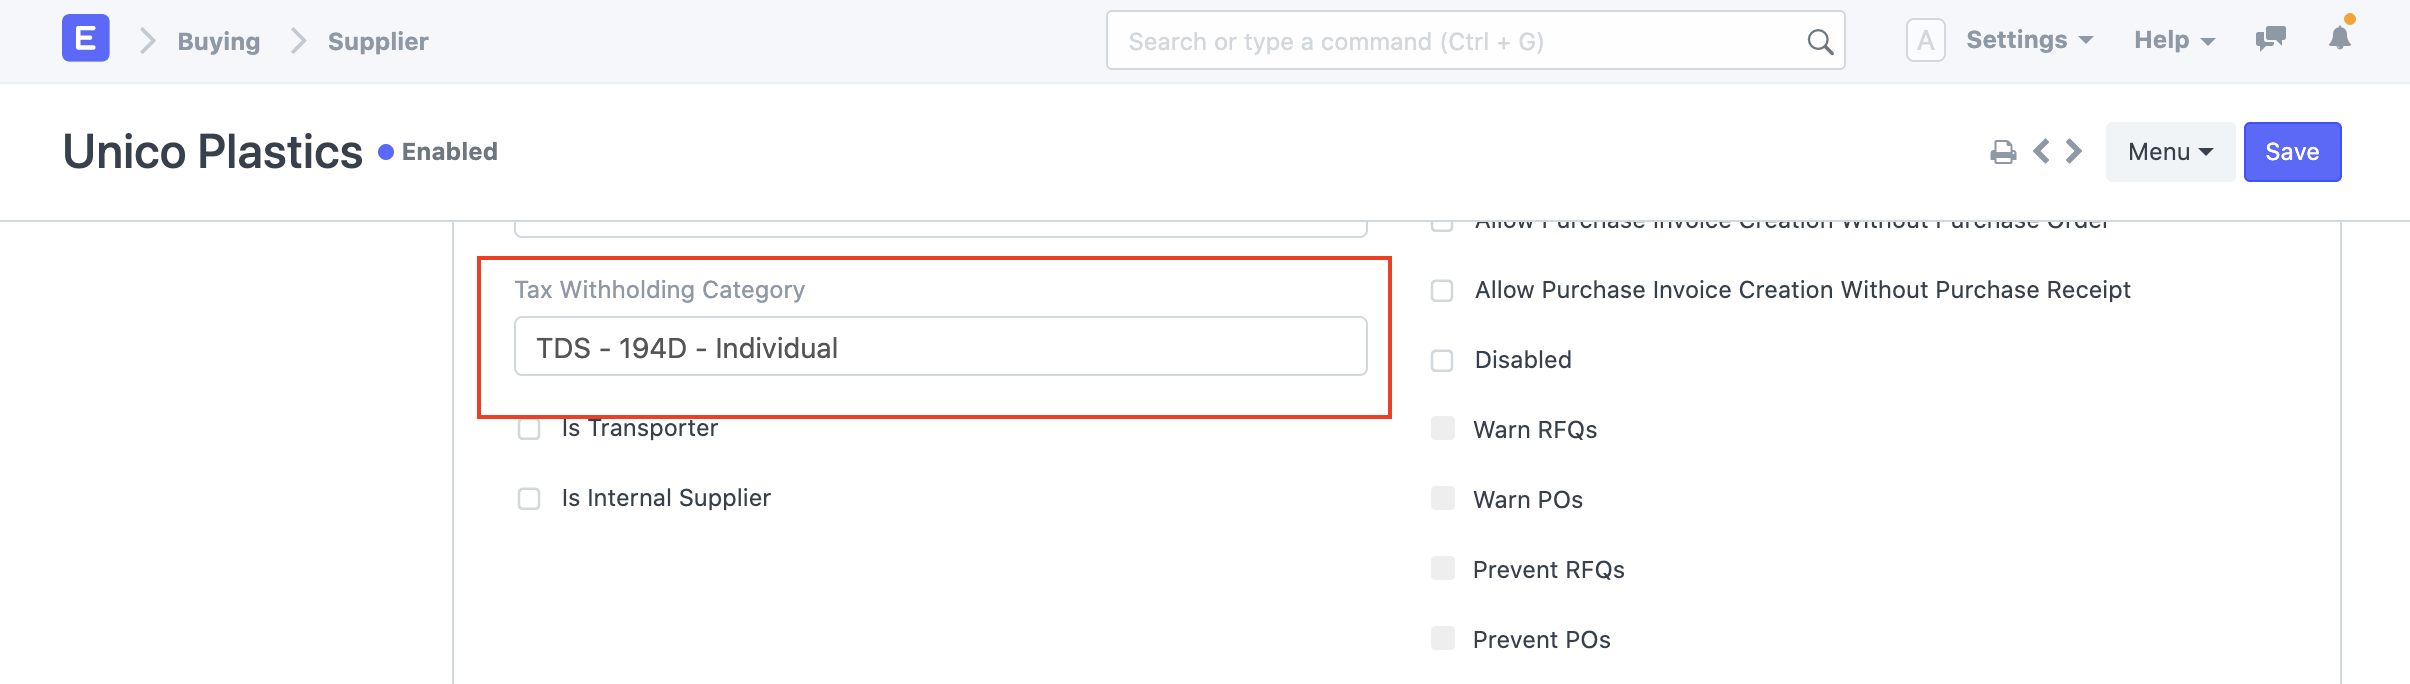 E
Buying
Supplier
Search or type a command (Ctrl + G)
A
Settings
Help
Unico Plastics
Enabled
Menu
Save
Allow Purchase Invoice Creation Without Purchase Order
Tax Withholding Category
TDS - 194D - Individual
Is Transporter
Is Internal Supplier
Allow Purchase Invoice Creation Without Purchase Receipt
Disabled
Warn RFQs
Warn POs
Prevent RFQs
Prevent POs